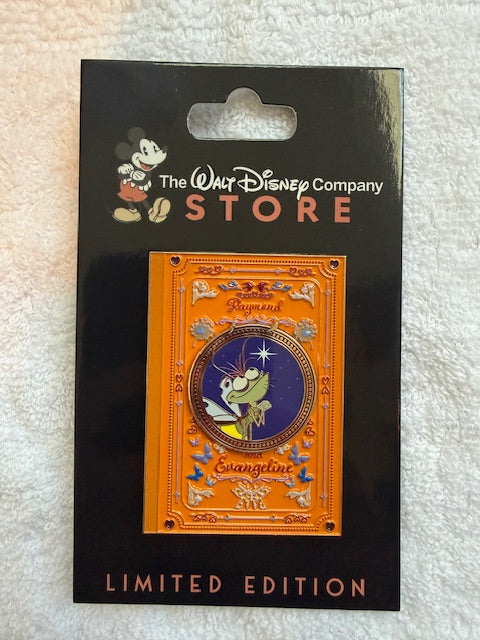 The WALT DISNEY Company
STORE
Raymond
and
Evangeline
LIMITED EDITION